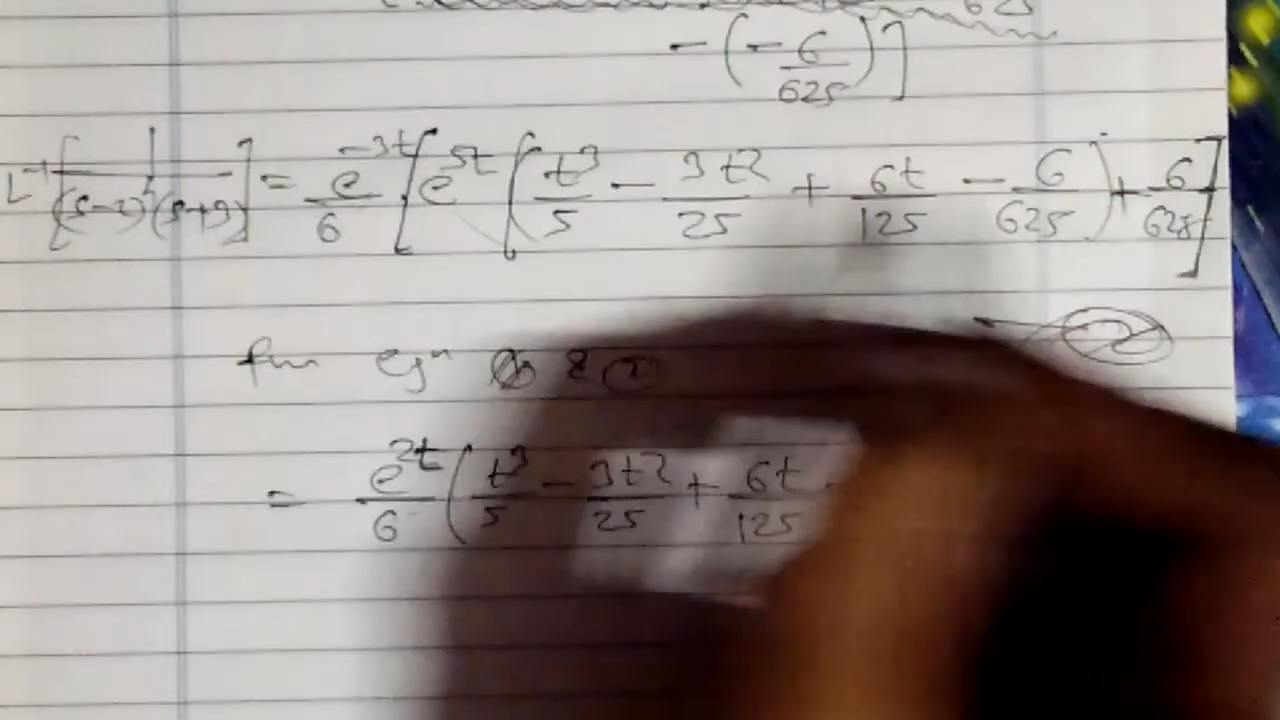 - (- 6/625)]
L⁻¹[1/((s-2)⁴(s+3))] = e^{-3t}/6 [e^{5t} (t³/5 - 3t²/25 + 6t/125 - 6/625) + 6/625]
eqⁿ & ②
= e^{2t}/6 (t³/5 - 3t²/25 + 6t/125